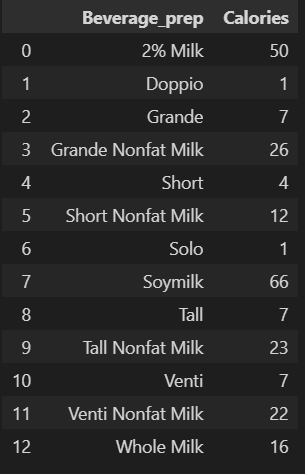 Beverage_prep Calories
0 2% Milk 50
1 Doppio 1
2 Grande 7
3 Grande Nonfat Milk 26
4 Short 4
5 Short Nonfat Milk 12
6 Solo 1
7 Soymilk 66
8 Tall 7
9 Tall Nonfat Milk 23
10 Venti 7
11 Venti Nonfat Milk 22
12 Whole Milk 16